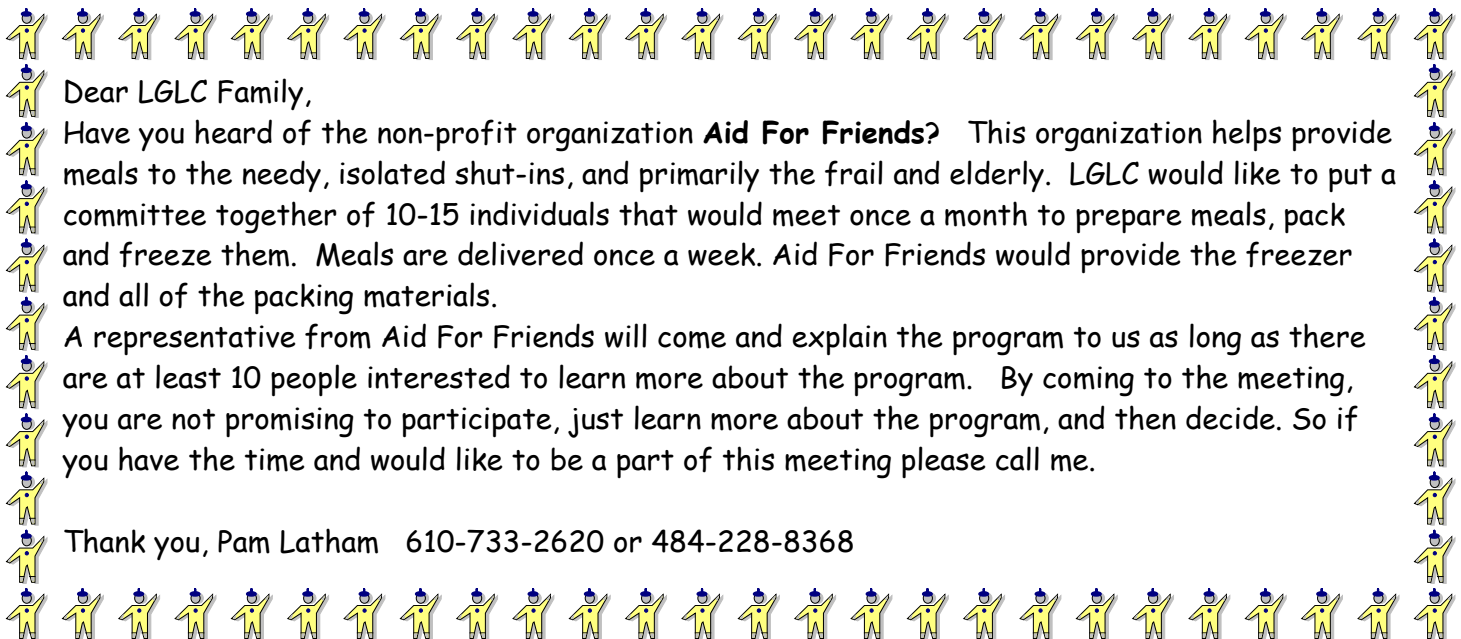 Dear LGLC Family,
Have you heard of the non-profit organization Aid For Friends?   This organization helps provide
meals to the needy, isolated shut-ins, and primarily the frail and elderly.  LGLC would like to put a
committee together of 10-15 individuals that would meet once a month to prepare meals, pack
and freeze them.  Meals are delivered once a week. Aid For Friends would provide the freezer
and all of the packing materials.
A representative from Aid For Friends will come and explain the program to us as long as there
are at least 10 people interested to learn more about the program.   By coming to the meeting,
you are not promising to participate, just learn more about the program, and then decide. So if
you have the time and would like to be a part of this meeting please call me.

Thank you, Pam Latham   610-733-2620 or 484-228-8368